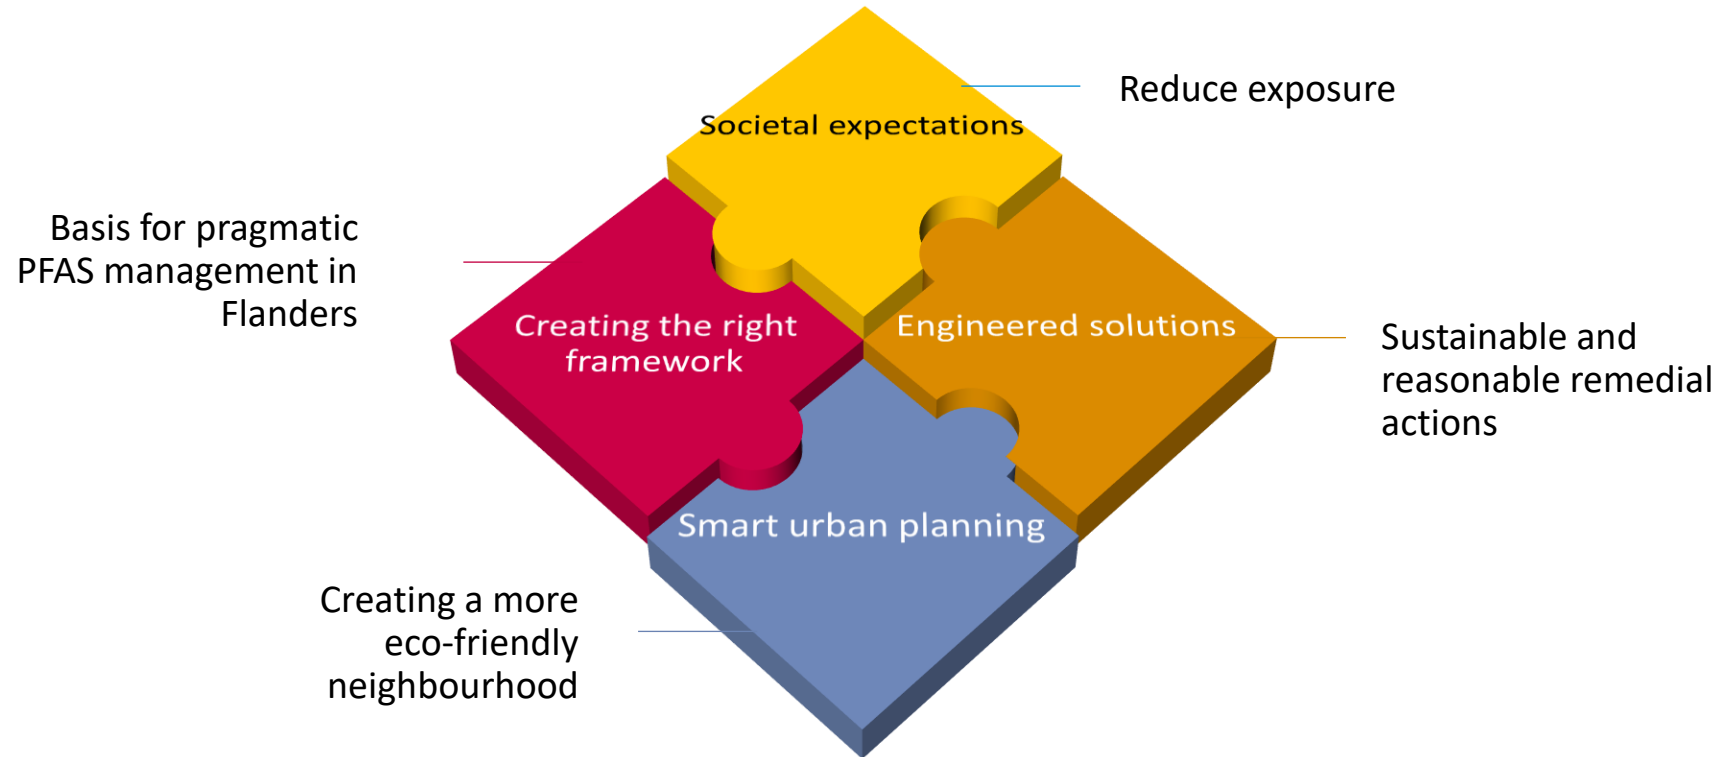 Societal expectations
Reduce exposure
Basis for pragmatic
PFAS management in
Flanders
Creating the right
framework
Engineered solutions
Sustainable and
reasonable remedial
actions
Smart urban planning
Creating a more
eco-friendly
neighbourhood